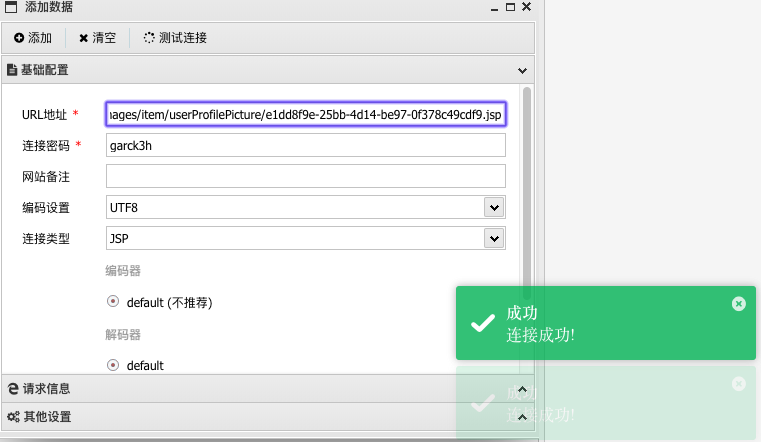 添加数据
添加 清空 测试连接
基础配置
URL地址 * nages/item/userProfilePicture/e1dd8f9e-25bb-4d14-be97-0f378c49cdf9.jsp
连接密码 * garck3h
网站备注
编码设置 UTF8
连接类型 JSP
编码器
default (不推荐)
解码器
default
请求信息
其他设置
成功
连接成功!
成功
连接成功!